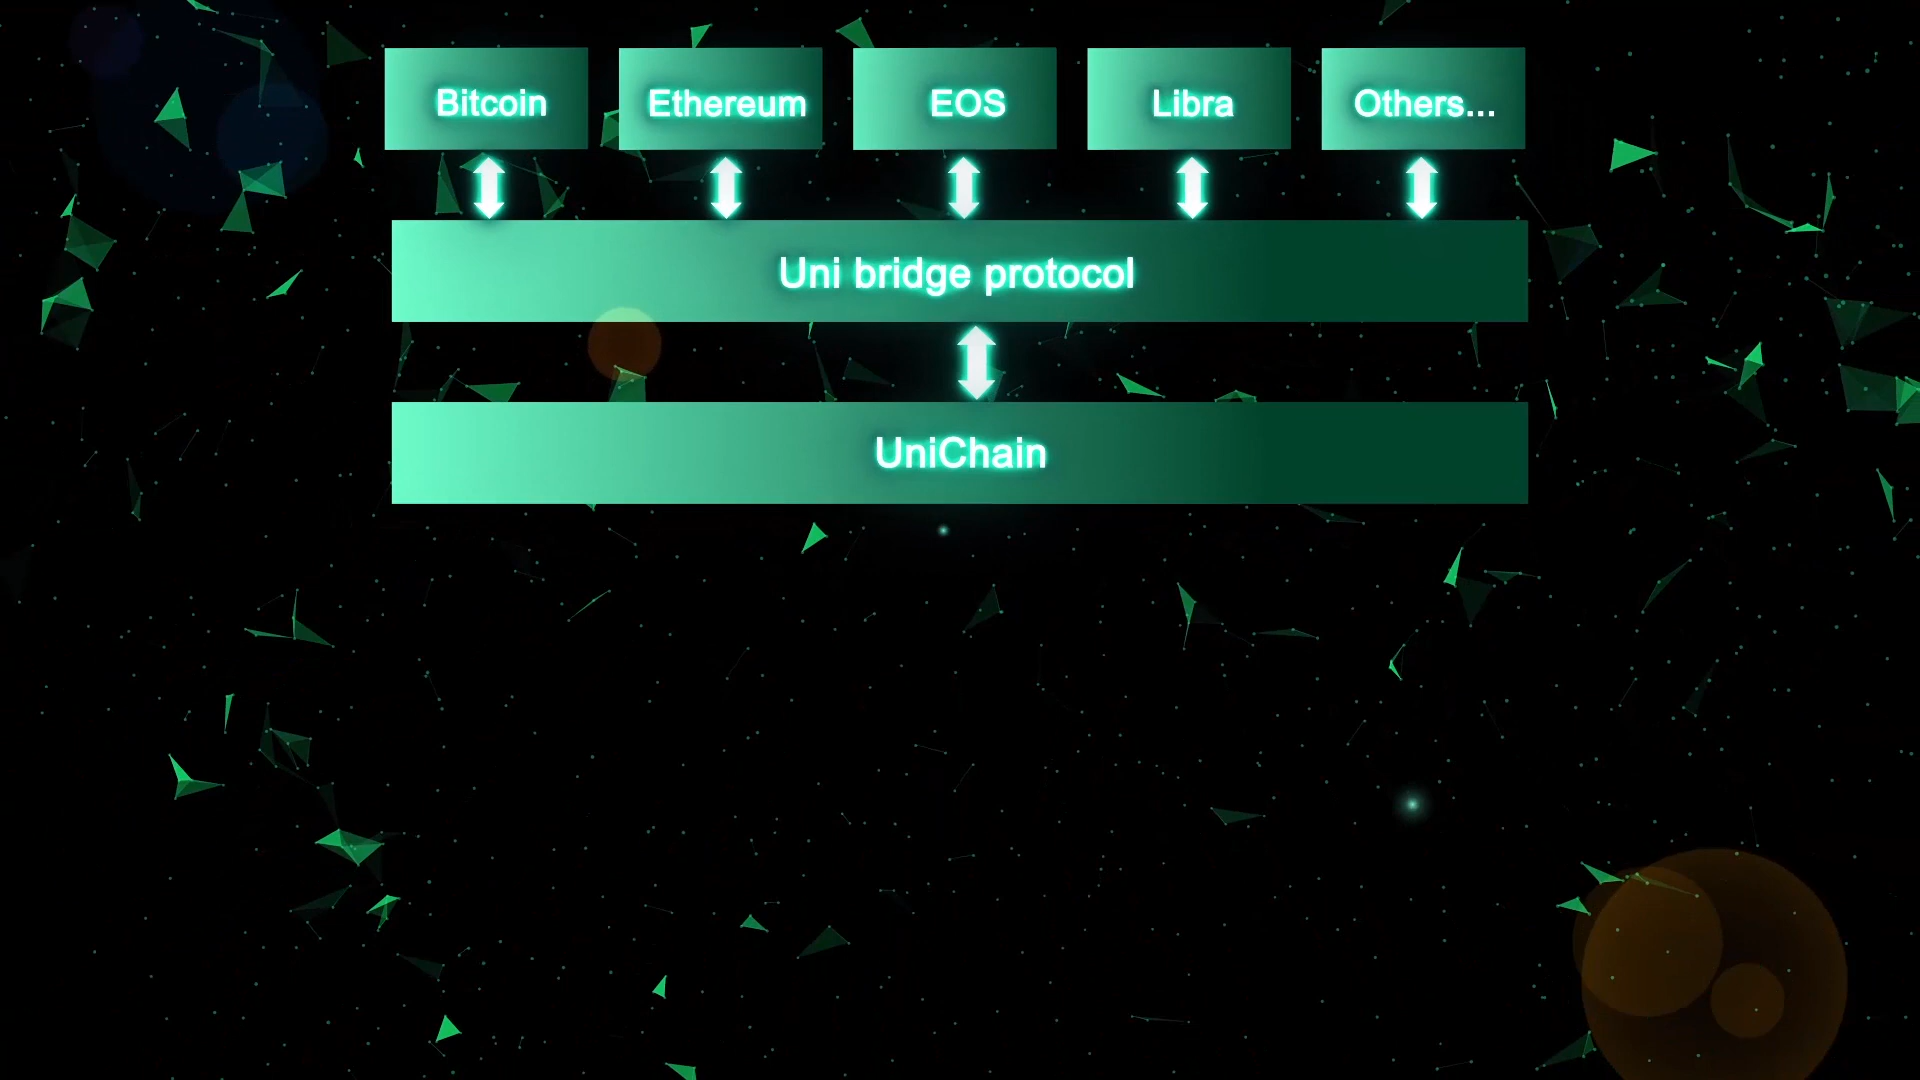 Bitcoin
Ethereum
EOS
Libra
Others...
Uni bridge protocol
UniChain